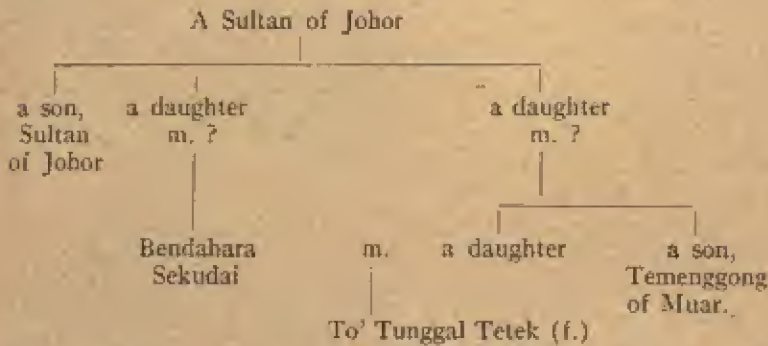 A Sultan of Johor
a son, a daughter a daughter
Sultan m. ? m. ?
of Johor
Bendahara m. a daughter a son,
Sekudai Temenggong
of Muar.
To' Tunggal Tetek (f.)